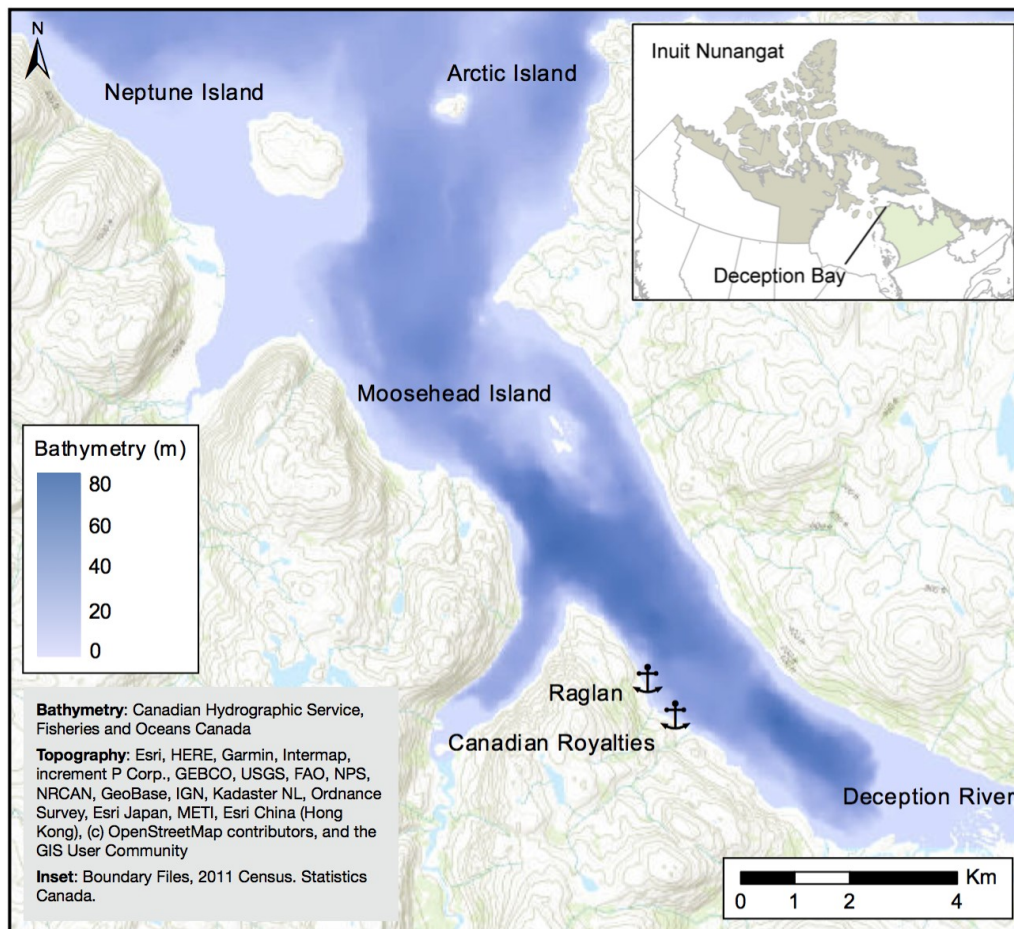 N
Neptune Island
Arctic Island
Inuit Nunangat
Deception Bay
Moosehead Island
Bathymetry (m)
80
60
40
20
0
Raglan
Canadian Royalties
Deception River
Bathymetry: Canadian Hydrographic Service,
Fisheries and Oceans Canada
Topography: Esri, HERE, Garmin, Intermap,
increment P Corp., GEBCO, USGS, FAO, NPS,
NRCAN, GeoBase, IGN, Kadaster NL, Ordnance
Survey, Esri Japan, METI, Esri China (Hong
Kong), (c) OpenStreetMap contributors, and the
GIS User Community
Inset: Boundary Files, 2011 Census. Statistics
Canada.
Km
0 1 2 4